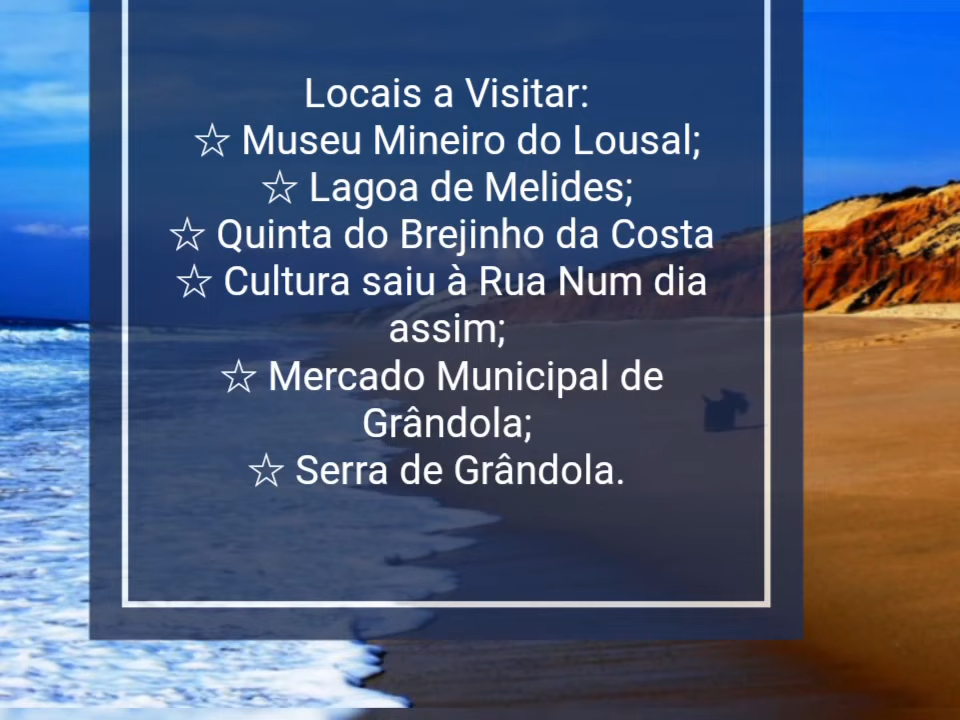 Locais a Visitar:
☆ Museu Mineiro do Lousal;
☆ Lagoa de Melides;
☆ Quinta do Brejinho da Costa
☆ Cultura saiu à Rua Num dia
assim;
☆ Mercado Municipal de
Grândola;
☆ Serra de Grândola.